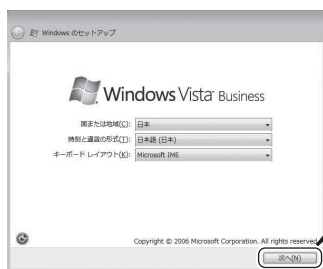 Windows のセットアップ
Windows Vista™ Business
国または地域(C): 日本
時刻と通貨の形式(T): 日本語 (日本)
キーボード レイアウト(K): Microsoft IME
Copyright © 2006 Microsoft Corporation. All rights reserved
次へ(N)